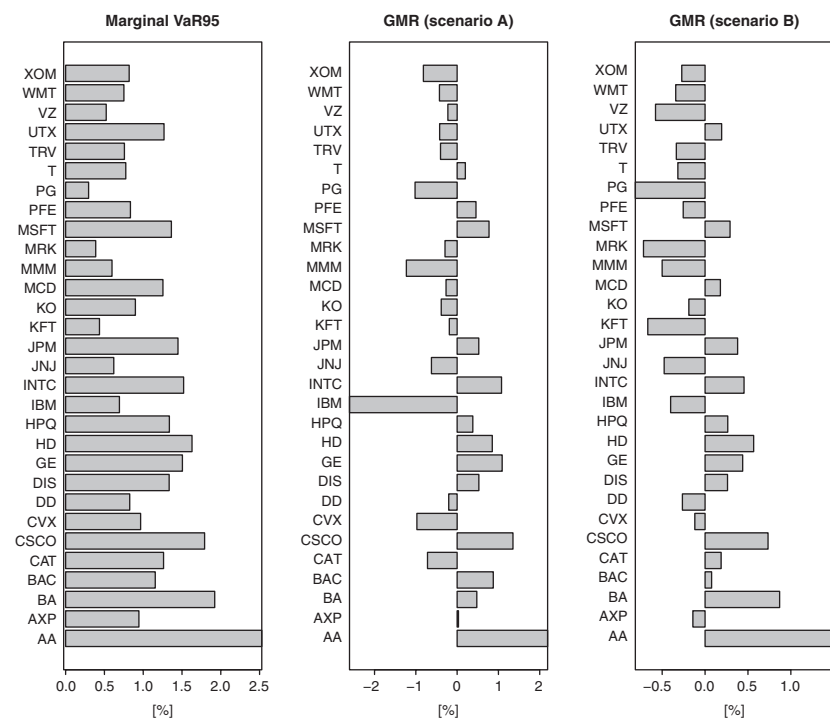 Marginal VaR95
XOM
WMT
VZ
UTX
TRV
T
PG
PFE
MSFT
MRK
MMM
MCD
KO
KFT
JPM
JNJ
INTC
IBM
HPQ
HD
GE
DIS
DD
CVX
CSCO
CAT
BAC
BA
AXP
AA
0.0 0.5 1.0 1.5 2.0 2.5
[%]
GMR (scenario A)
XOM
WMT
VZ
UTX
TRV
T
PG
PFE
MSFT
MRK
MMM
MCD
KO
KFT
JPM
JNJ
INTC
IBM
HPQ
HD
GE
DIS
DD
CVX
CSCO
CAT
BAC
BA
AXP
AA
−2 −1 0 1 2
[%]
GMR (scenario B)
XOM
WMT
VZ
UTX
TRV
T
PG
PFE
MSFT
MRK
MMM
MCD
KO
KFT
JPM
JNJ
INTC
IBM
HPQ
HD
GE
DIS
DD
CVX
CSCO
CAT
BAC
BA
AXP
AA
−0.5 0.0 0.5 1.0
[%]